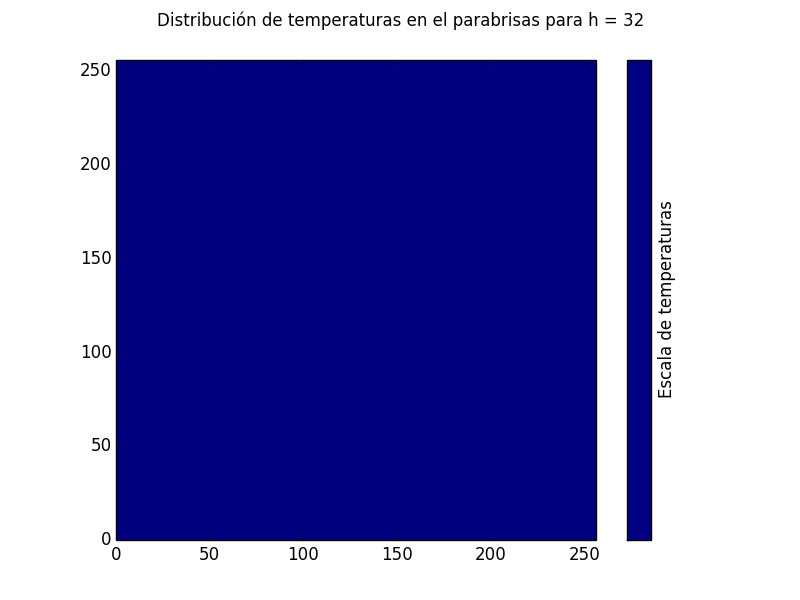 Distribución de temperaturas en el parabrisas para h = 32
250
200
150
100
50
0
0 50 100 150 200 250
Escala de temperaturas